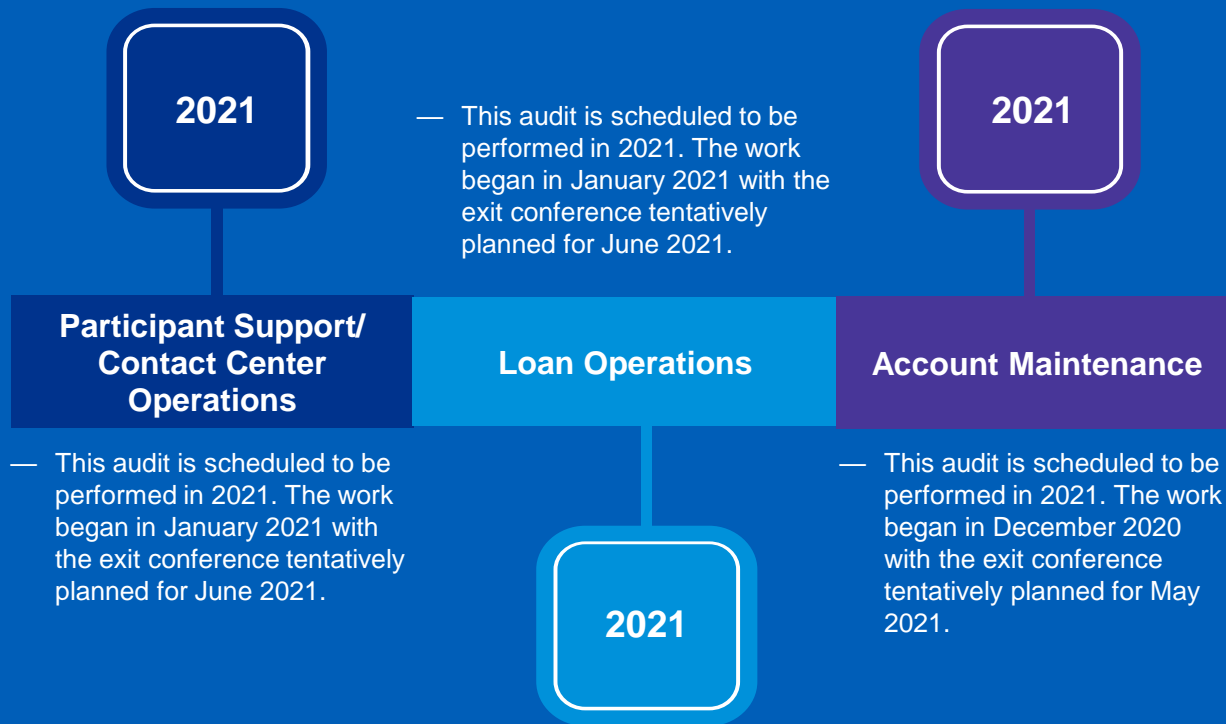 2021
Participant Support/
Contact Center
Operations
— This audit is scheduled to be
performed in 2021. The work
began in January 2021 with
the exit conference tentatively
planned for June 2021.
— This audit is scheduled to be
performed in 2021. The work
began in January 2021 with the
exit conference tentatively
planned for June 2021.
Loan Operations
2021
2021
Account Maintenance
— This audit is scheduled to be
performed in 2021. The work
began in December 2020
with the exit conference
tentatively planned for May
2021.